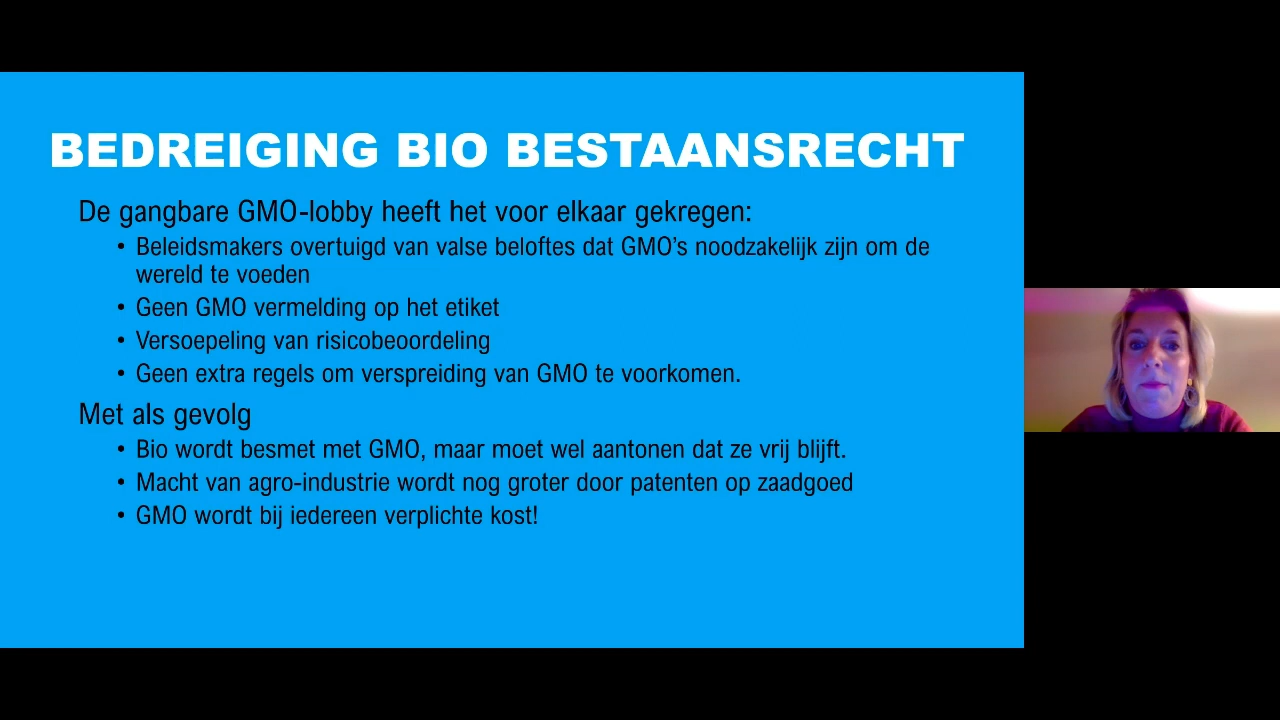 BEDREIGING BIO BESTAANSRECHT
De gangbare GMO-lobby heeft het voor elkaar gekregen:
• Beleidsmakers overtuigd van valse beloftes dat GMO’s noodzakelijk zijn om de
wereld te voeden
• Geen GMO vermelding op het etiket
• Versoepeling van risicobeoordeling
• Geen extra regels om verspreiding van GMO te voorkomen.
Met als gevolg
• Bio wordt besmet met GMO, maar moet wel aantonen dat ze vrij blijft.
• Macht van agro-industrie wordt nog groter door patenten op zaadgoed
• GMO wordt bij iedereen verplichte kost!